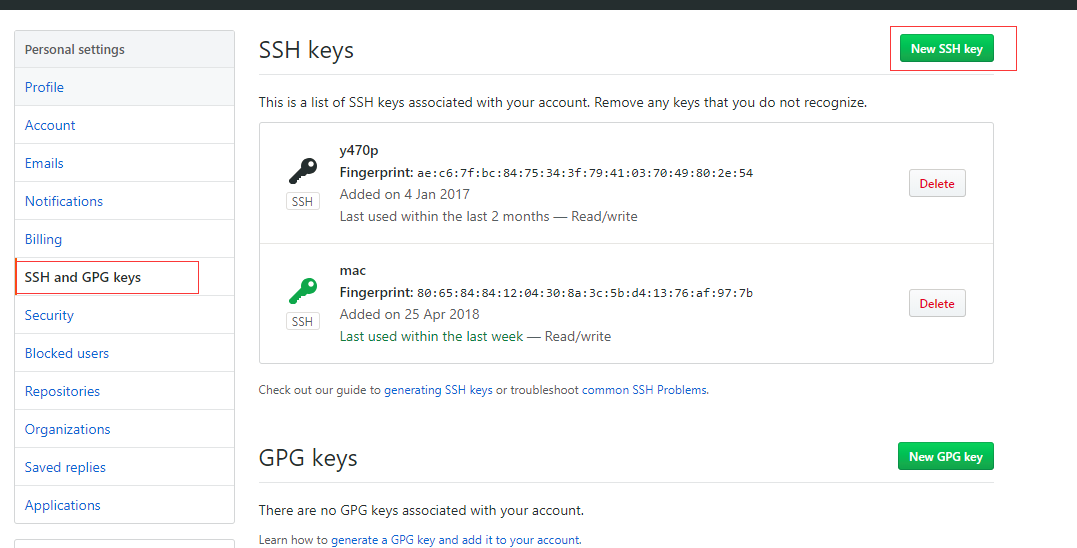 Personal settings
Profile
Account
Emails
Notifications
Billing
SSH and GPG keys
Security
Blocked users
Repositories
Organizations
Saved replies
Applications
SSH keys
New SSH key
This is a list of SSH keys associated with your account. Remove any keys that you do not recognize.
y470p
Fingerprint: ae:c6:7f:bc:84:75:34:3f:79:41:03:70:49:80:2e:54
Added on 4 Jan 2017
Last used within the last 2 months — Read/write
SSH
Delete
mac
Fingerprint: 80:65:84:84:12:04:30:8a:3c:5b:d4:13:76:af:97:7b
Added on 25 Apr 2018
Last used within the last week — Read/write
SSH
Delete
Check out our guide to generating SSH keys or troubleshoot common SSH Problems.
GPG keys
New GPG key
There are no GPG keys associated with your account.
Learn how to generate a GPG key and add it to your account.